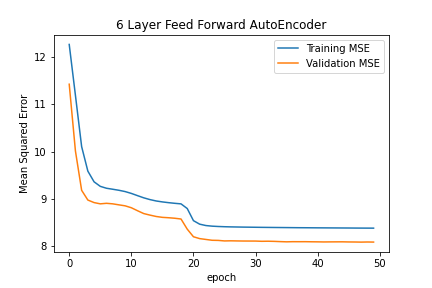 6 Layer Feed Forward AutoEncoder
Training MSE
Validation MSE
Mean Squared Error
12
11
10
9
8
0
10
20
30
40
50
epoch